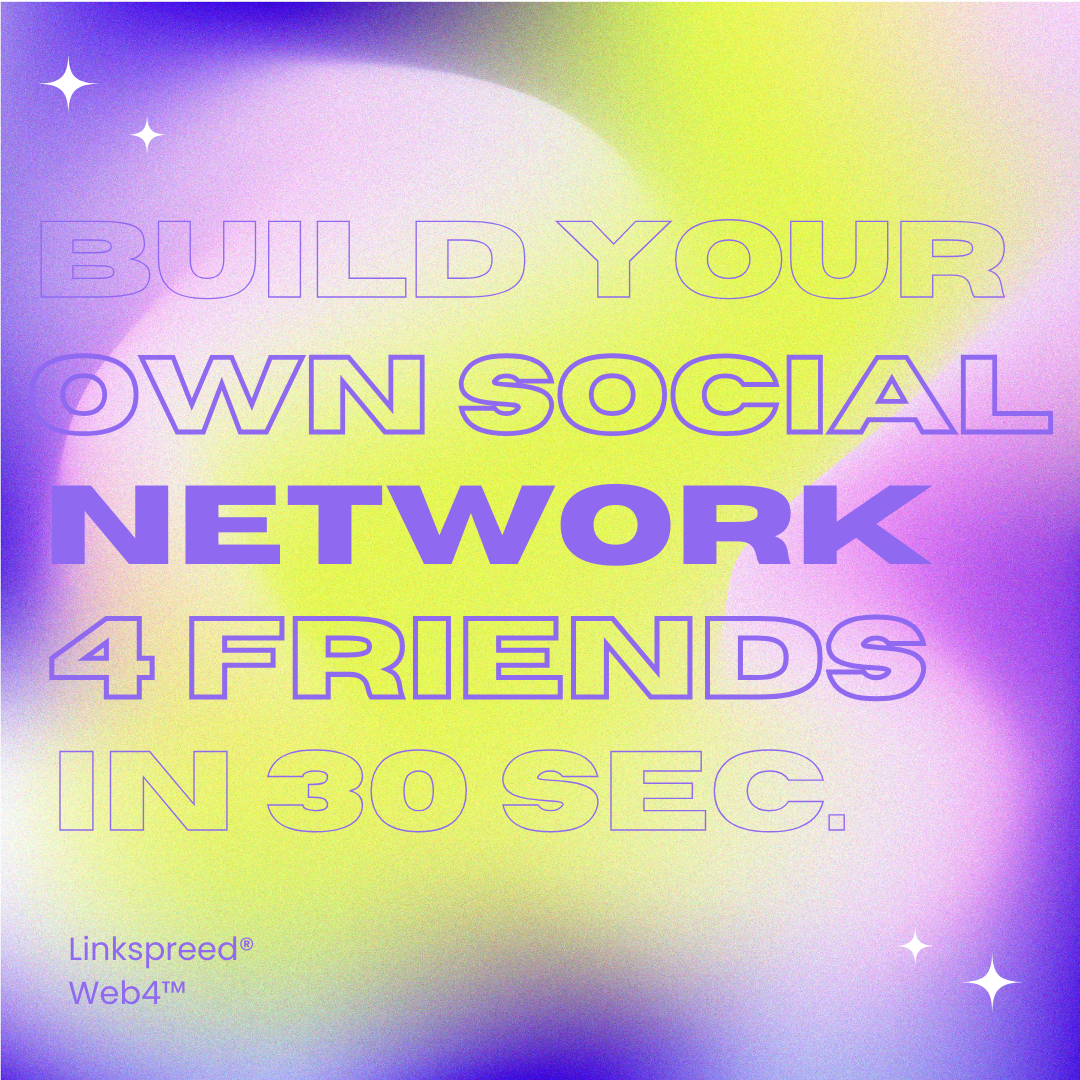 BUILD YOUR
OWN SOCIAL
NETWORK
4 FRIENDS
IN 30 SEC.
Linkspreed®
Web4™